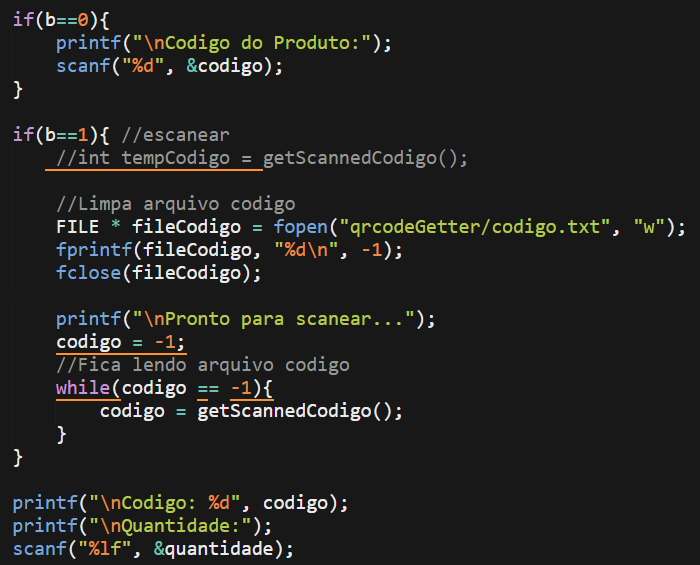 if(b==0){
    printf("\nCodigo do Produto:");
    scanf("%d", &codigo);
}
if(b==1){ //escanear
    //int tempCodigo = getScannedCodigo();
    //Limpa arquivo codigo
    FILE * fileCodigo = fopen("qrcodeGetter/codigo.txt", "w");
    fprintf(fileCodigo, "%d\n", -1);
    fclose(fileCodigo);
    printf("\nPronto para scanear...");
    codigo = -1;
    //Fica lendo arquivo codigo
    while(codigo == -1){
        codigo = getScannedCodigo();
    }
}
printf("\nCodigo: %d", codigo);
printf("\nQuantidade:");
scanf("%lf", &quantidade);